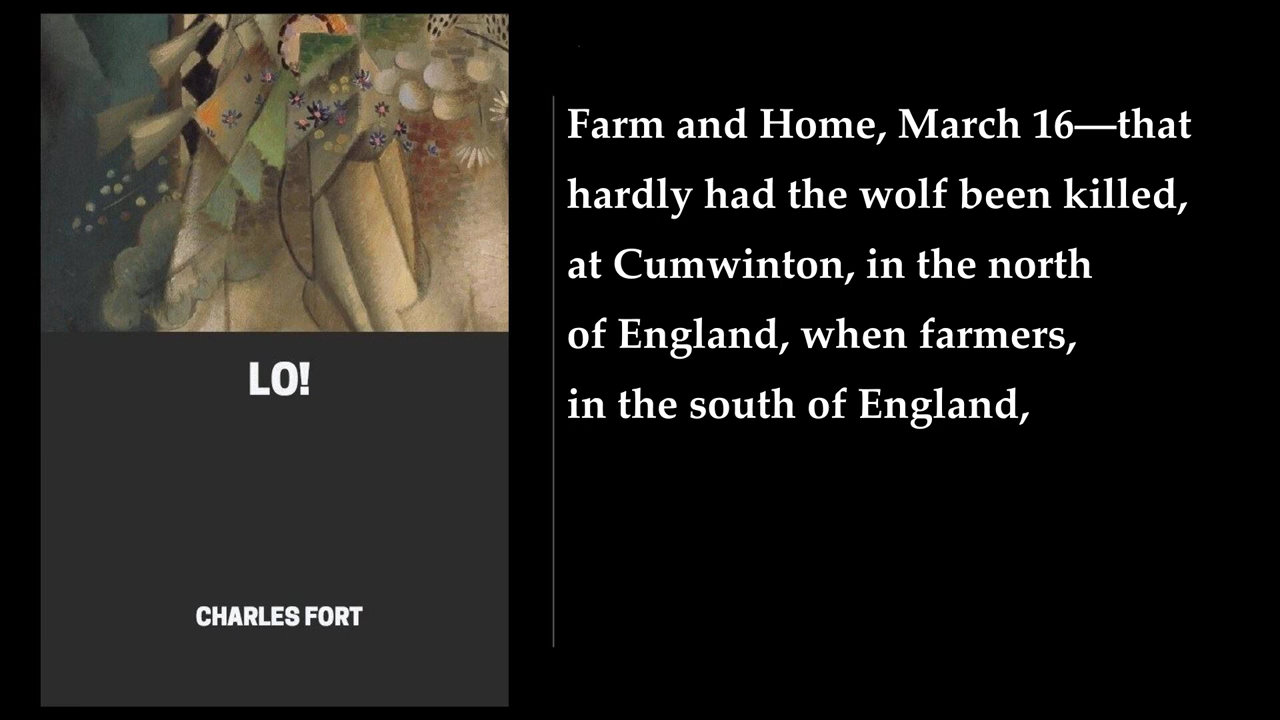 LO!
CHARLES FORT
Farm and Home, March 16—that
hardly had the wolf been killed,
at Cumwinton, in the north
of England, when farmers,
in the south of England,